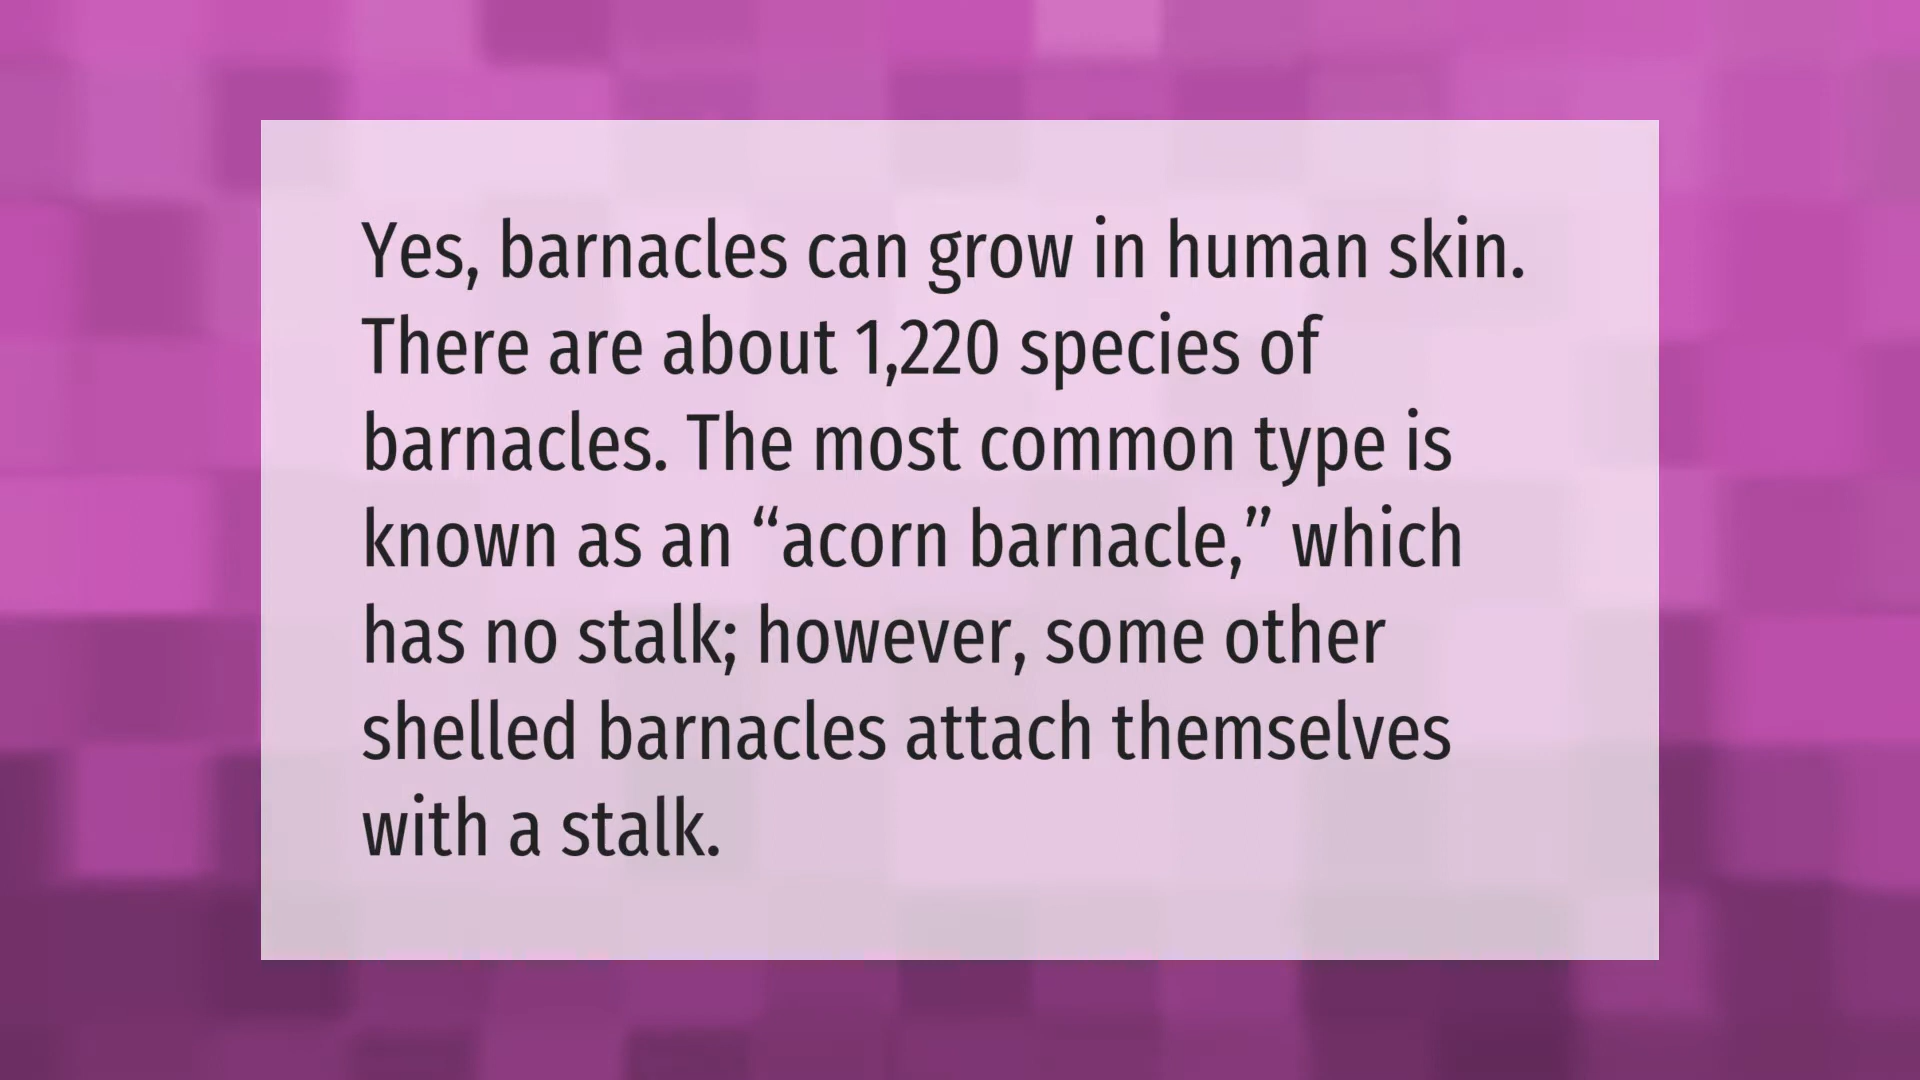 Yes, barnacles can grow in human skin.
There are about 1,220 species of
barnacles. The most common type is
known as an “acorn barnacle,” which
has no stalk; however, some other
shelled barnacles attach themselves
with a stalk.